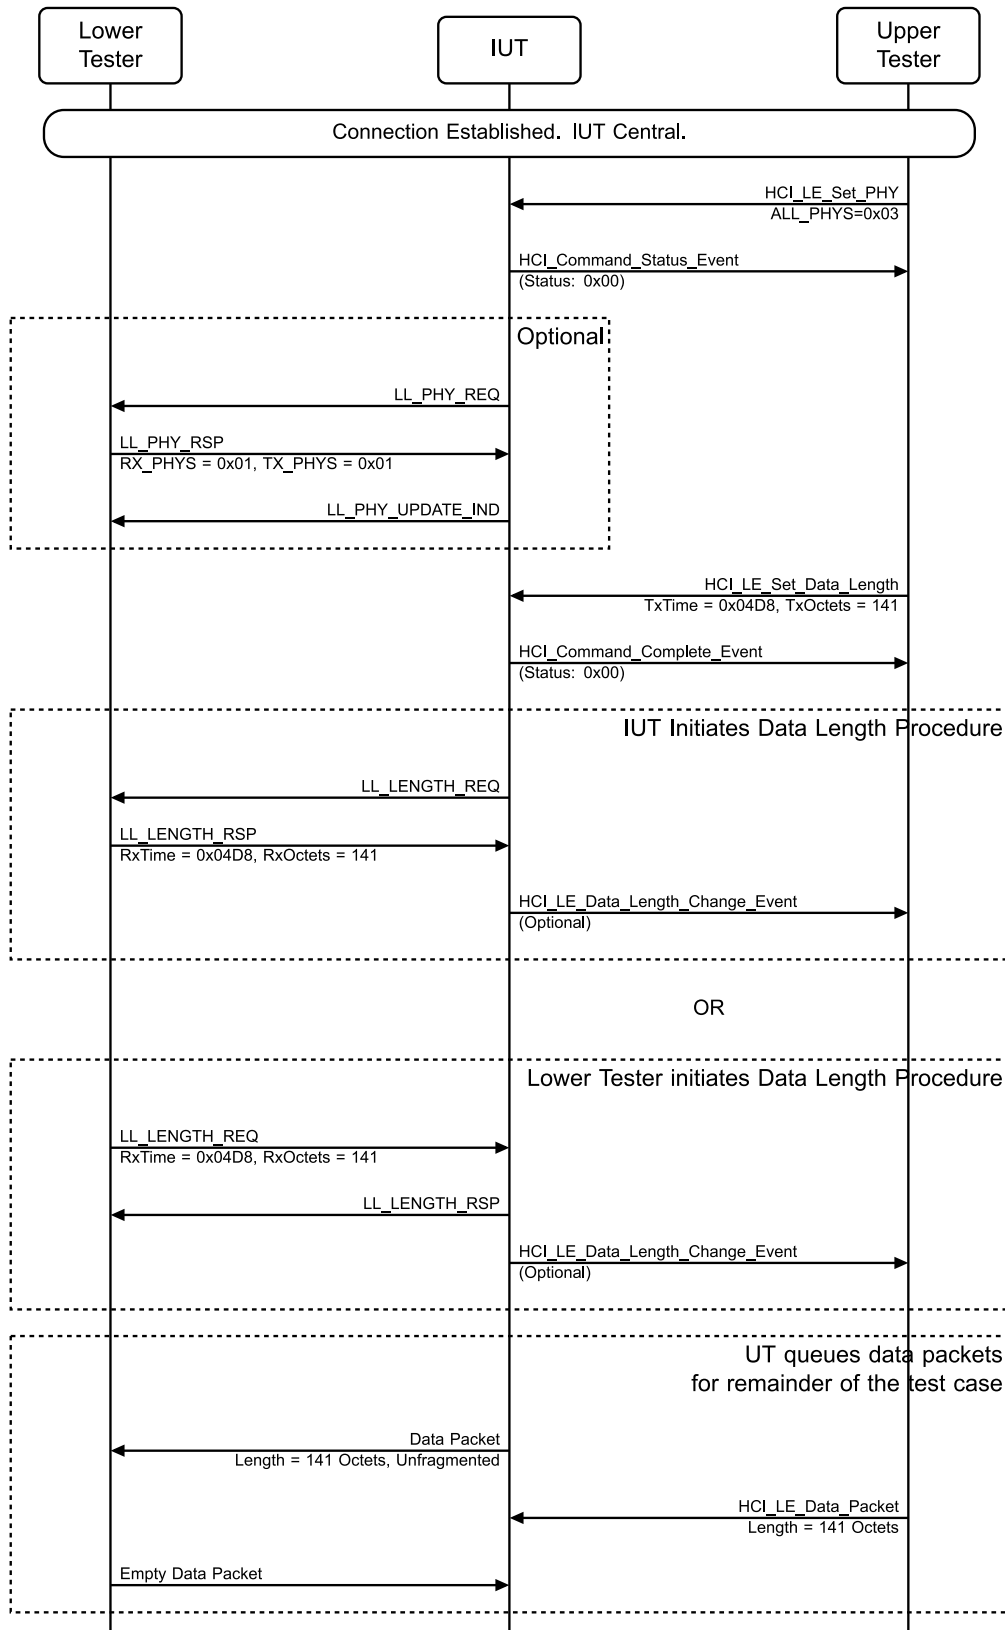 Lower
Tester
IUT
Upper
Tester
Connection Established. IUT Central.
HCI_LE_Set_PHY
ALL_PHYS=0x03
HCI_Command_Status_Event
(Status: 0x00)
Optional
LL_PHY_REQ
LL_PHY_RSP
RX_PHYS = 0x01, TX_PHYS = 0x01
LL_PHY_UPDATE_IND
HCI_LE_Set_Data_Length
TxTime = 0x04D8, TxOctets = 141
HCI_Command_Complete_Event
(Status: 0x00)
IUT Initiates Data Length Procedure
LL_LENGTH_REQ
LL_LENGTH_RSP
RxTime = 0x04D8, RxOctets = 141
HCI_LE_Data_Length_Change_Event
(Optional)
OR
Lower Tester initiates Data Length Procedure
LL_LENGTH_REQ
RxTime = 0x04D8, RxOctets = 141
LL_LENGTH_RSP
HCI_LE_Data_Length_Change_Event
(Optional)
UT queues data packets
for remainder of the test case
Data Packet
Length = 141 Octets, Unfragmented
HCI_LE_Data_Packet
Length = 141 Octets
Empty Data Packet